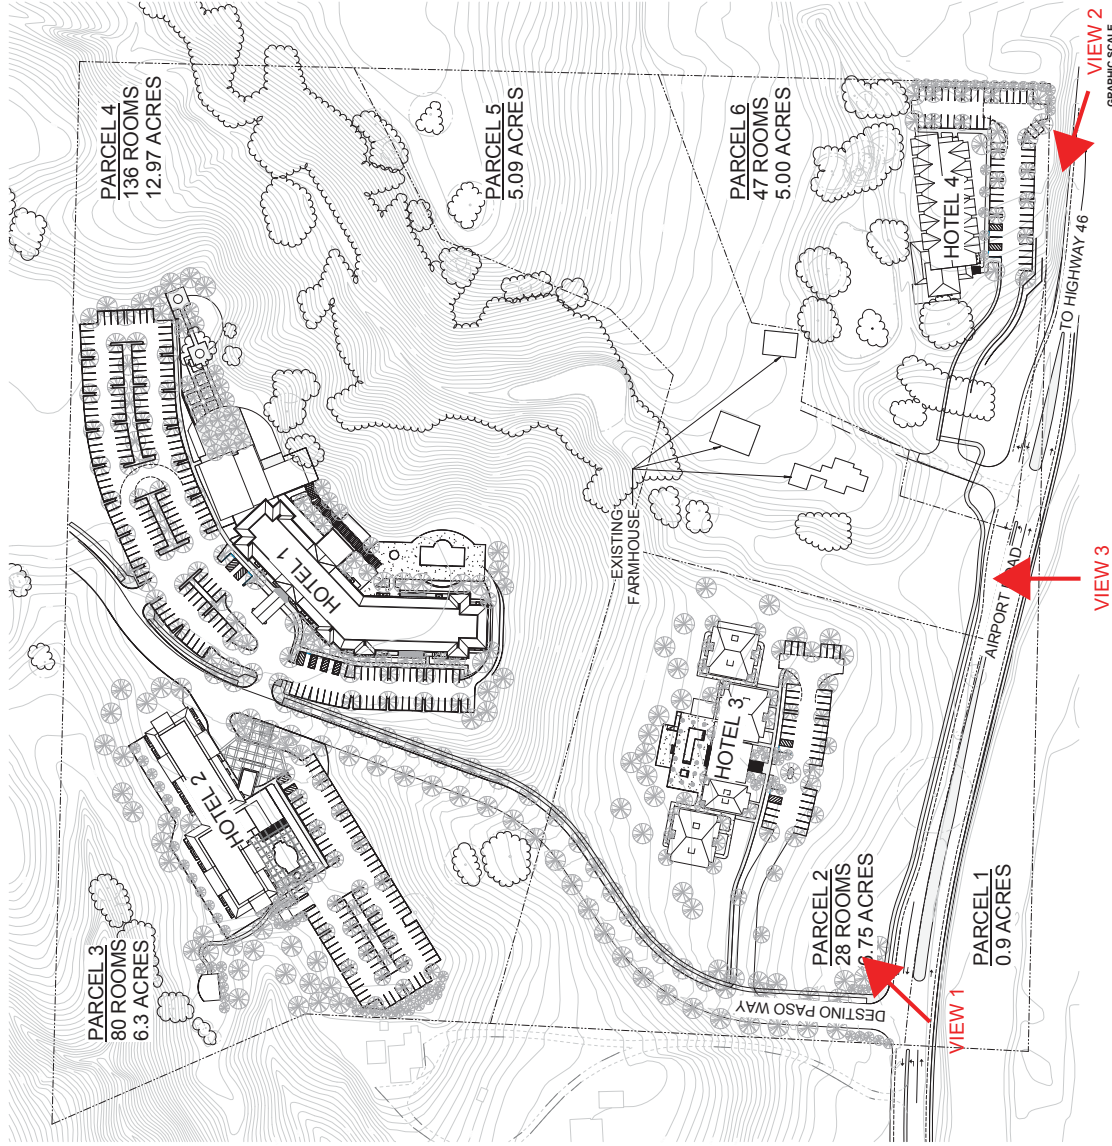 PARCEL 4
136 ROOMS
12.97 ACRES
PARCEL 5
5.09 ACRES
PARCEL 6
47 ROOMS
5.00 ACRES
VIEW 2
GRAPHIC SCALE
HOTEL 4
TO HIGHWAY 46
HOTEL 1
EXISTING
FARMHOUSE
AIRPORT ROAD
VIEW 3
HOTEL 2
HOTEL 3
PARCEL 3
80 ROOMS
6.3 ACRES
PARCEL 2
28 ROOMS
.75 ACRES
PARCEL 1
0.9 ACRES
DESTINO PASO WAY
VIEW 1